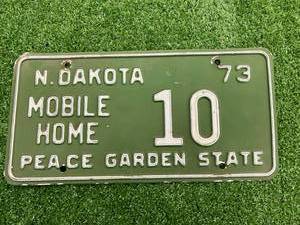 N. DAKOTA 73
MOBILE HOME 10
PEACE GARDEN STATE